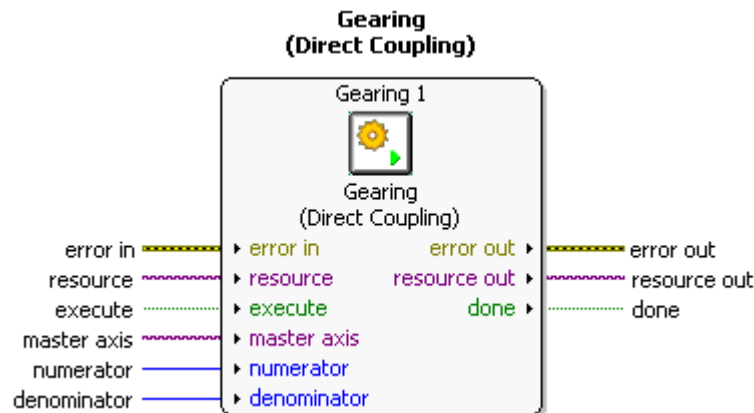 Gearing
(Direct Coupling)
Gearing 1
Gearing
(Direct Coupling)
error in error in error out error out
resource resource resource out resource out
execute execute done done
master axis master axis
numerator numerator
denominator denominator